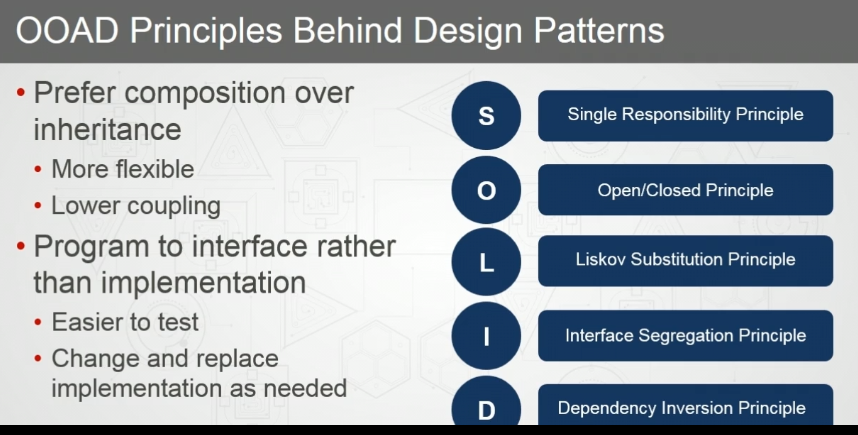 OOAD Principles Behind Design Patterns
• Prefer composition over
inheritance
• More flexible
• Lower coupling
• Program to interface rather
than implementation
• Easier to test
• Change and replace
implementation as needed
S Single Responsibility Principle
O Open/Closed Principle
L Liskov Substitution Principle
I Interface Segregation Principle
D Dependency Inversion Principle